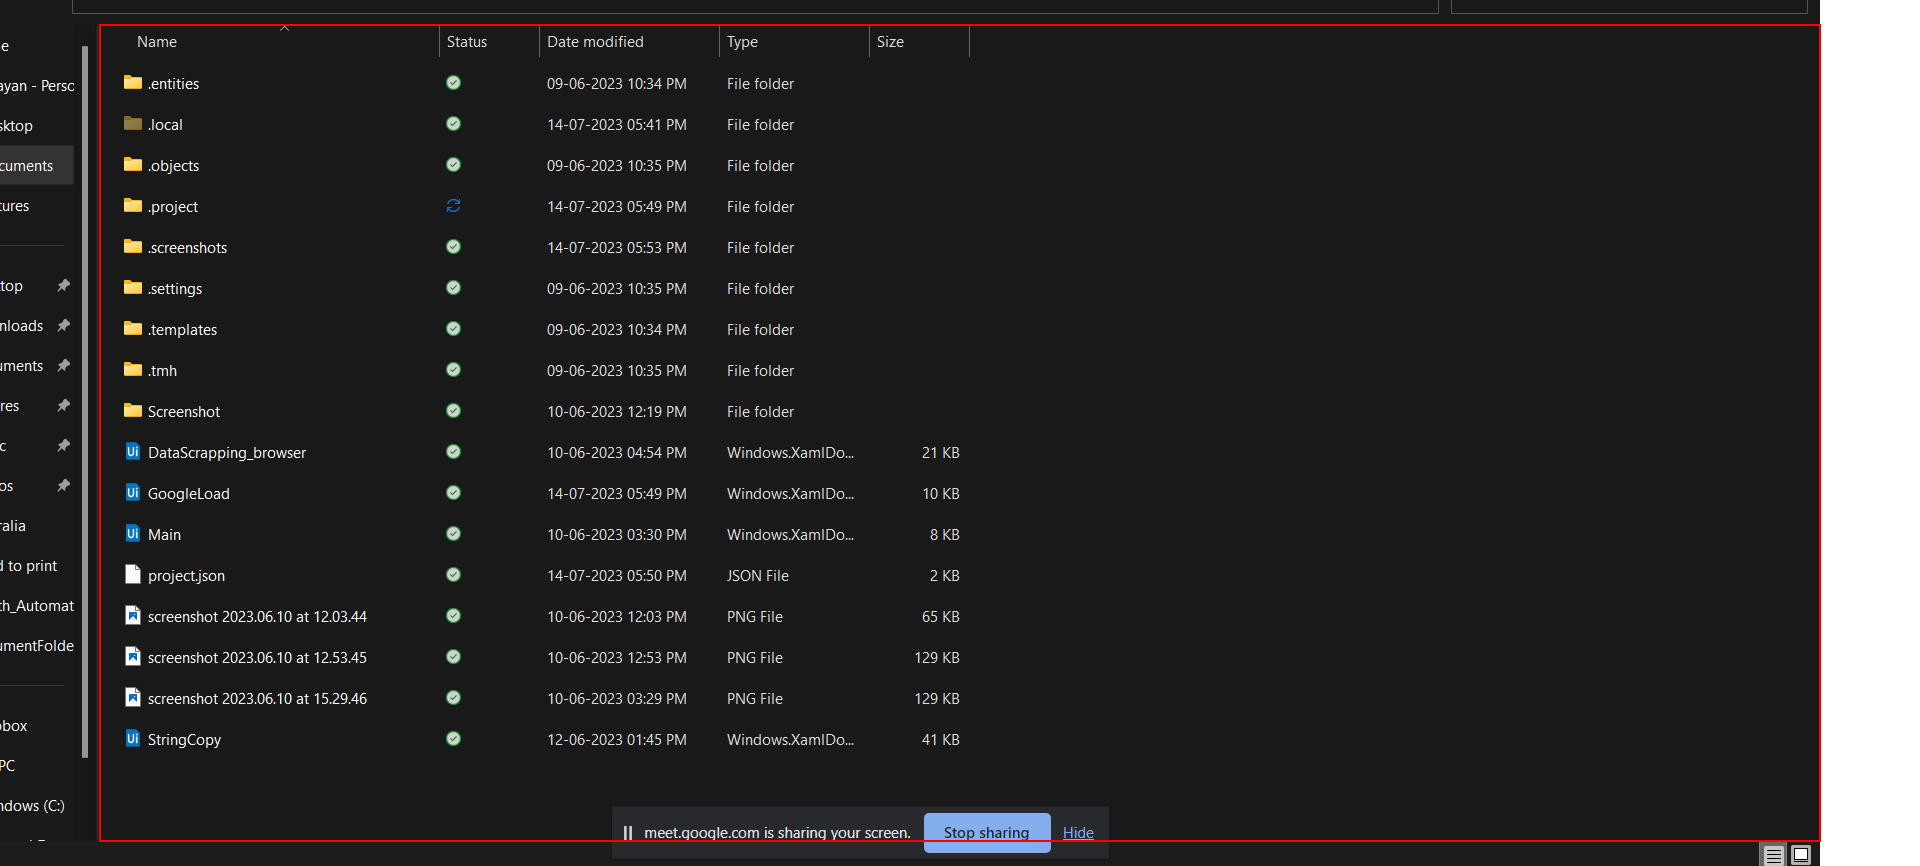 Name Status Date modified Type Size
.entities 09-06-2023 10:34 PM File folder
.local 14-07-2023 05:41 PM File folder
.objects 09-06-2023 10:35 PM File folder
.project 14-07-2023 05:49 PM File folder
.screenshots 14-07-2023 05:53 PM File folder
.settings 09-06-2023 10:35 PM File folder
.templates 09-06-2023 10:34 PM File folder
.tmh 09-06-2023 10:35 PM File folder
Screenshot 10-06-2023 12:19 PM File folder
DataScrapping_browser 10-06-2023 04:54 PM Windows.XamlDo... 21 KB
GoogleLoad 14-07-2023 05:49 PM Windows.XamlDo... 10 KB
Main 10-06-2023 03:30 PM Windows.XamlDo... 8 KB
project.json 14-07-2023 05:50 PM JSON File 2 KB
screenshot 2023.06.10 at 12.03.44 10-06-2023 12:03 PM PNG File 65 KB
screenshot 2023.06.10 at 12.53.45 10-06-2023 12:53 PM PNG File 129 KB
screenshot 2023.06.10 at 15.29.46 10-06-2023 03:29 PM PNG File 129 KB
StringCopy 12-06-2023 01:45 PM Windows.XamlDo... 41 KB
e
ayan - Perso
sktop
cuments
tures
top
nloads
uments
res
c
os
ralia
d to print
th_Automat
umentFolde
obox
PC
ndows (C:)
meet.google.com is sharing your screen. Stop sharing Hide